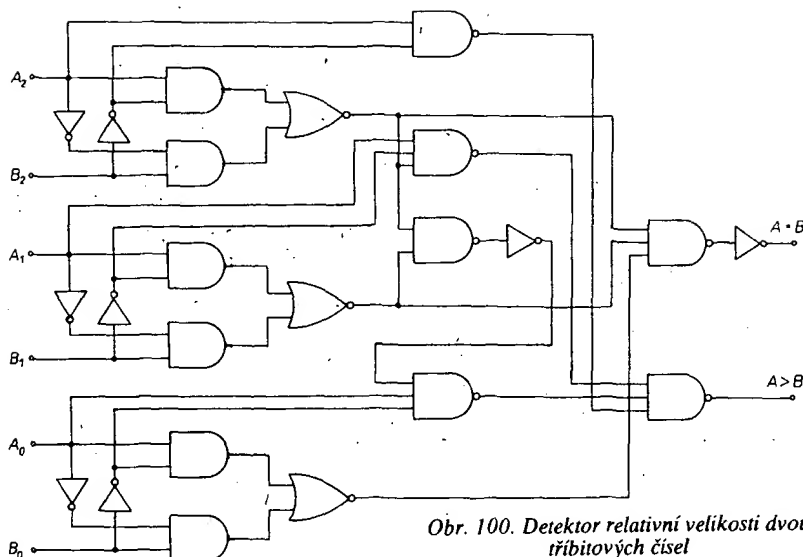 A₂
B₂
A₁
A = B
B₁
A > B
A₀
B₀
Obr. 100. Detektor relativní velikosti dvou
tříbitových čísel